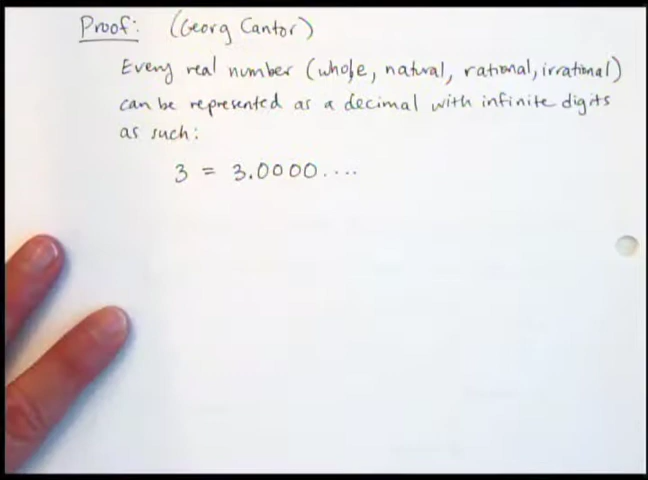 Proof: (Georg Cantor)
Every real number (whole, natural, rational, irrational)
can be represented as a decimal with infinite digits
as such:
3 = 3.0000....